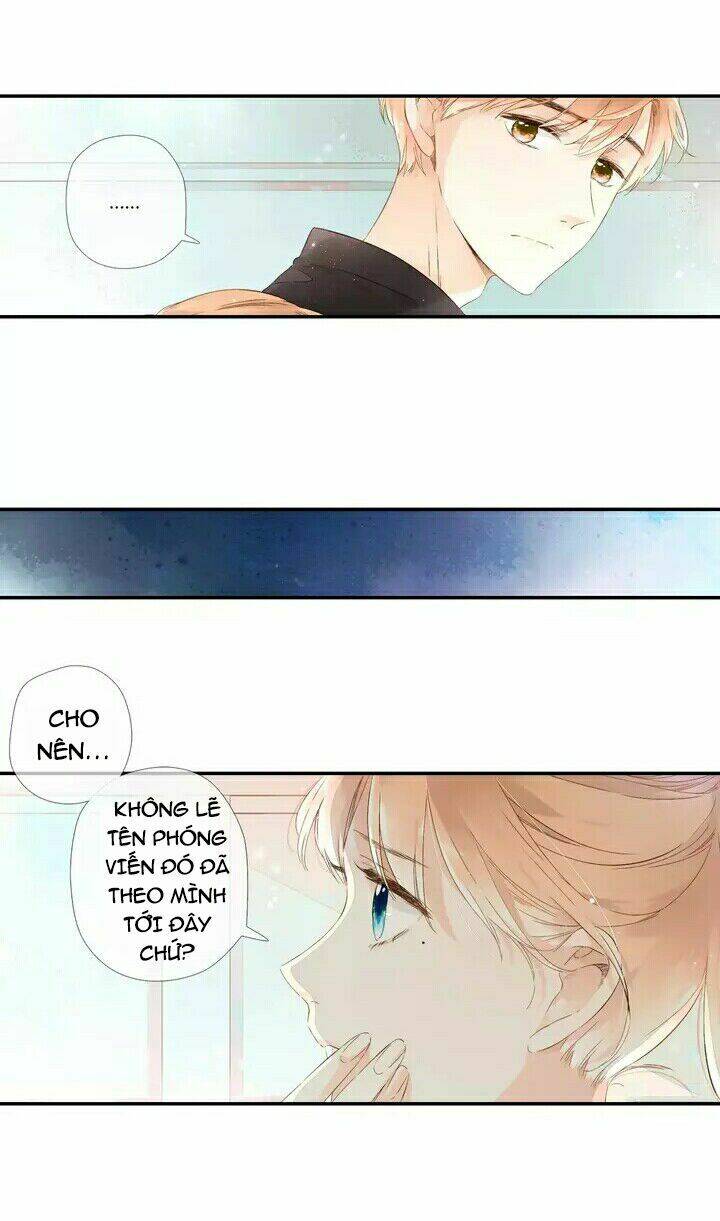 ......
CHO
NÊN...
KHÔNG LẼ
TÊN PHÓNG
VIẾN ĐÓ ĐÃ
THEO MÌNH
TỚI ĐÂY
CHỨ?